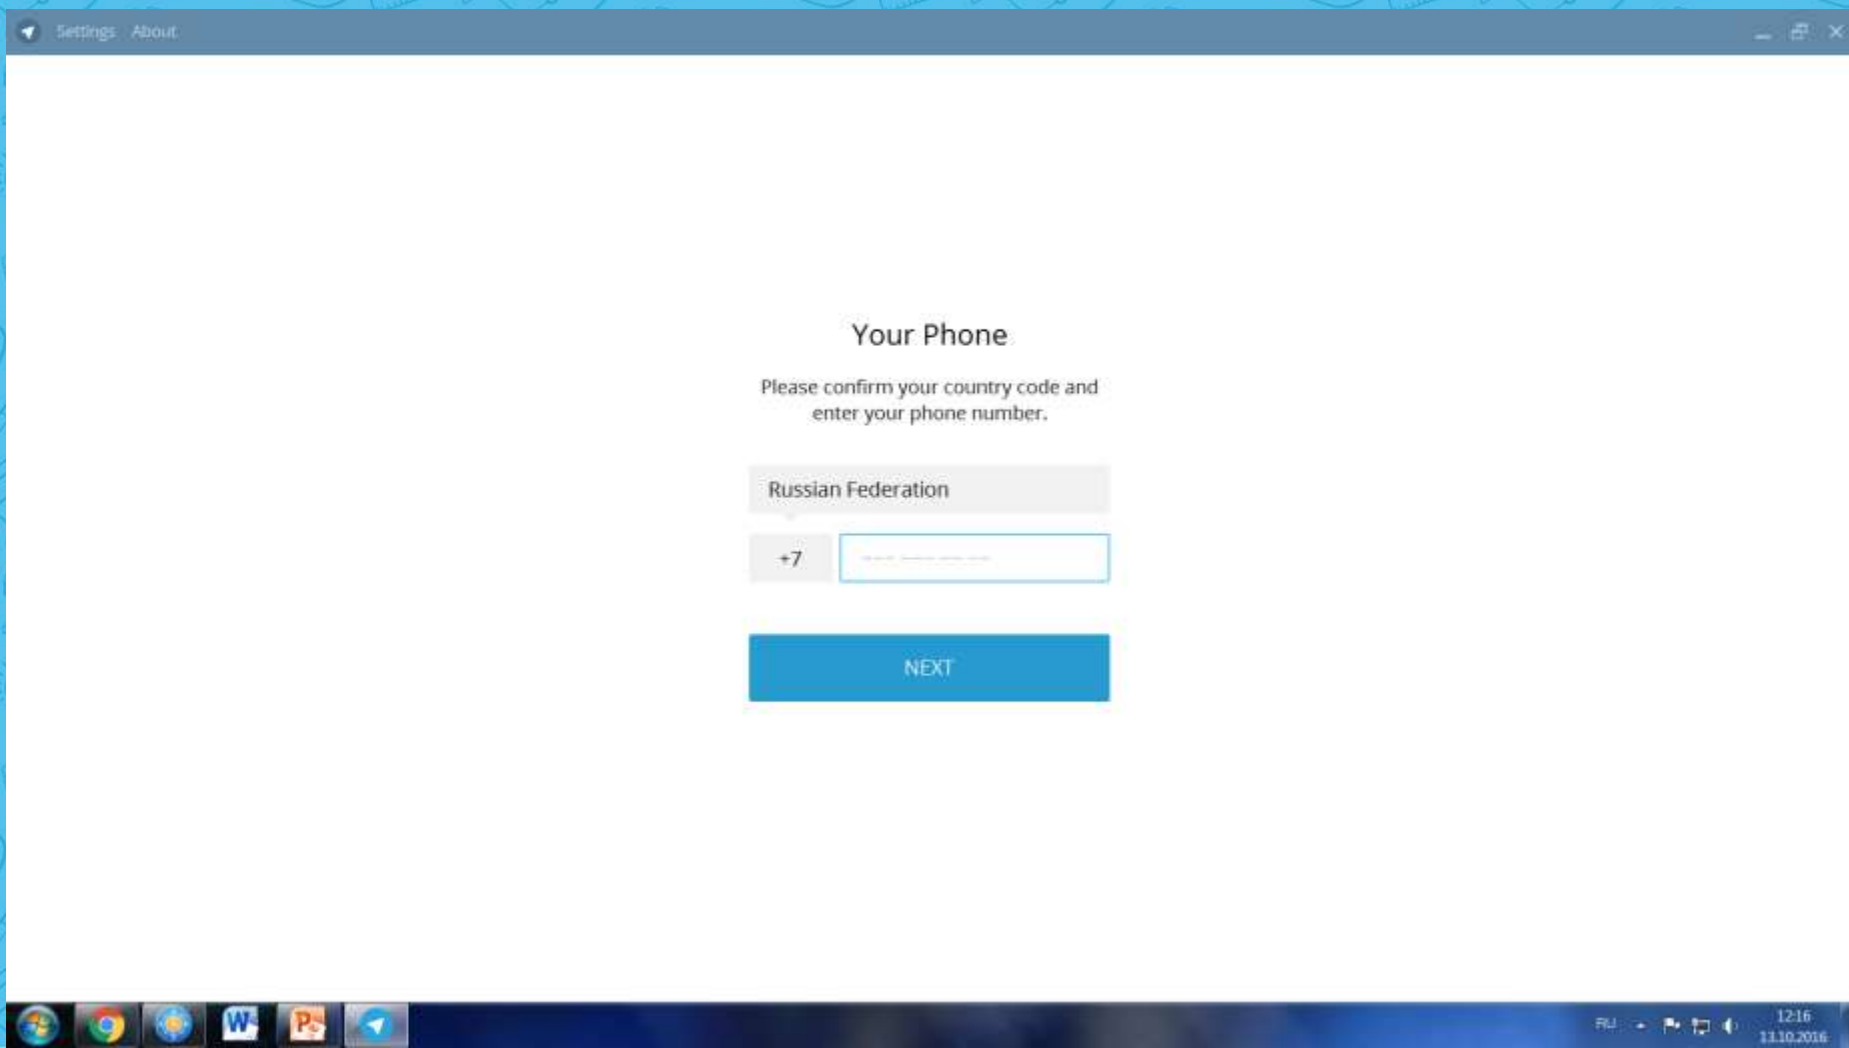 Settings About
Your Phone
Please confirm your country code and
enter your phone number.
Russian Federation
+7
NEXT
RU
12:16
13.10.2016